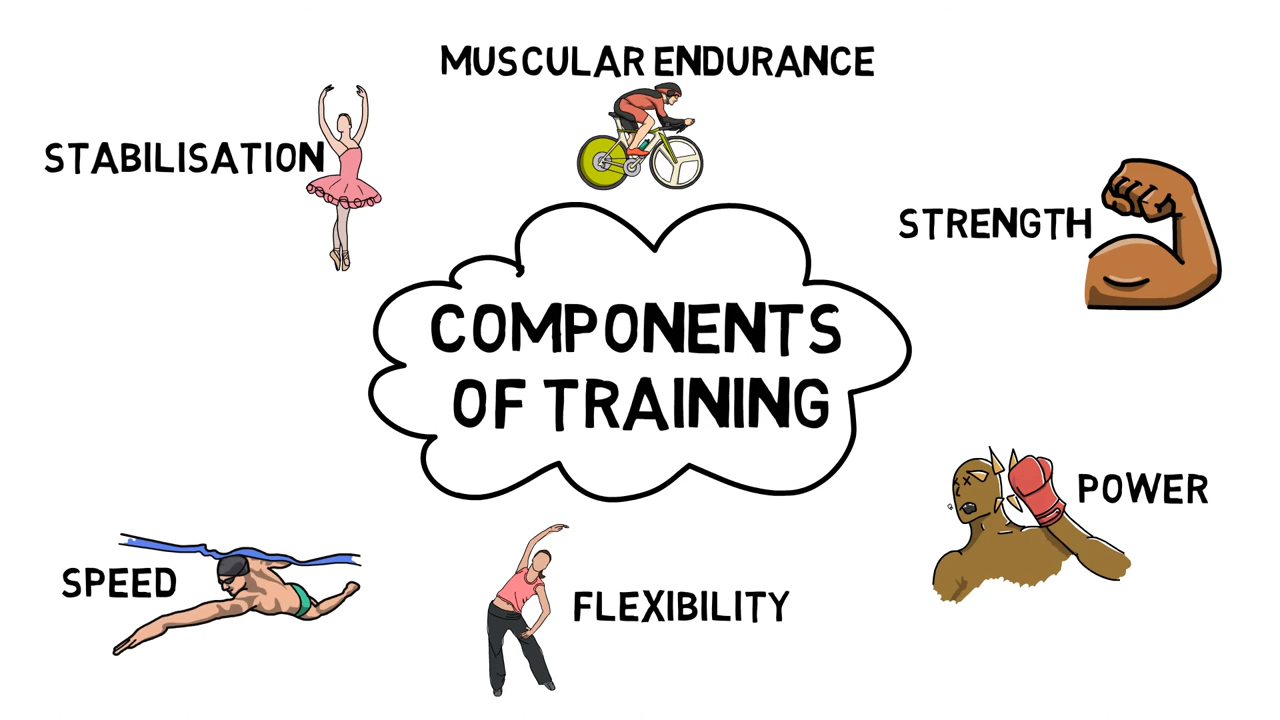 MUSCULAR ENDURANCE
STABILISATION
STRENGTH
COMPONENTS
OF TRAINING
POWER
SPEED
FLEXIBILITY